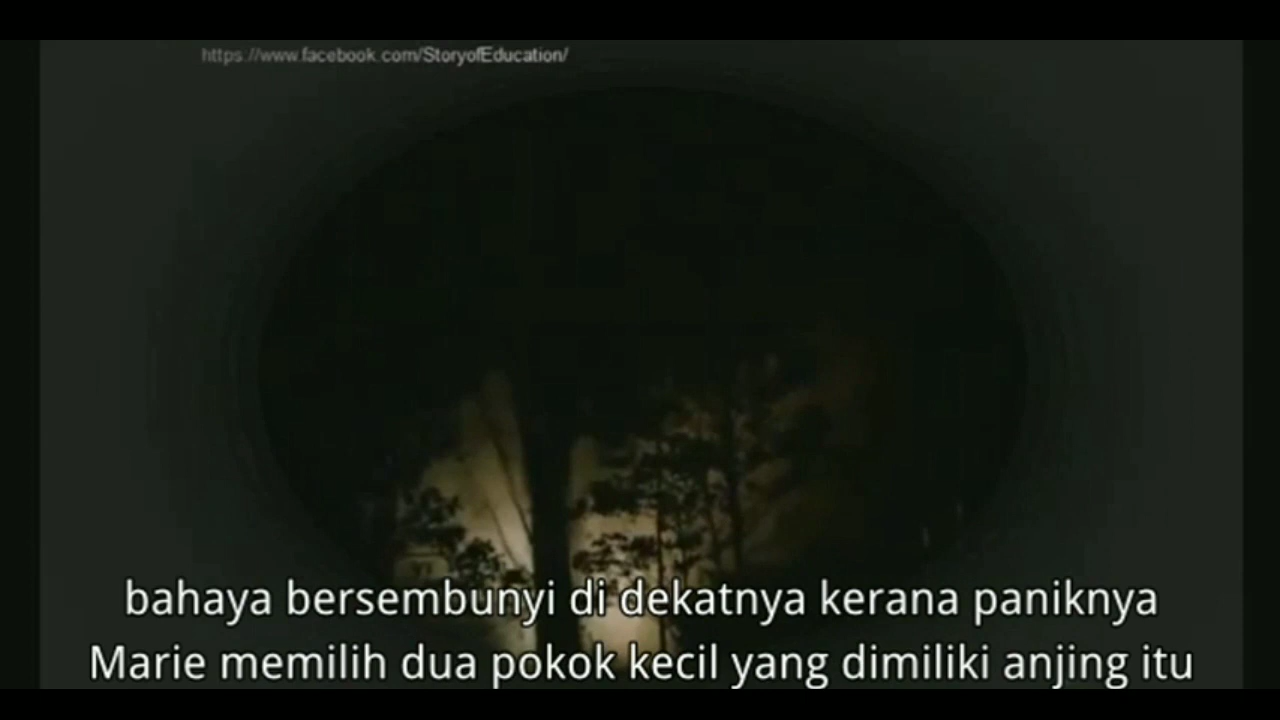 https://www.facebook.com/StoryofEducation/
bahaya bersembunyi di dekatnya kerana paniknya
Marie memilih dua pokok kecil yang dimiliki anjing itu